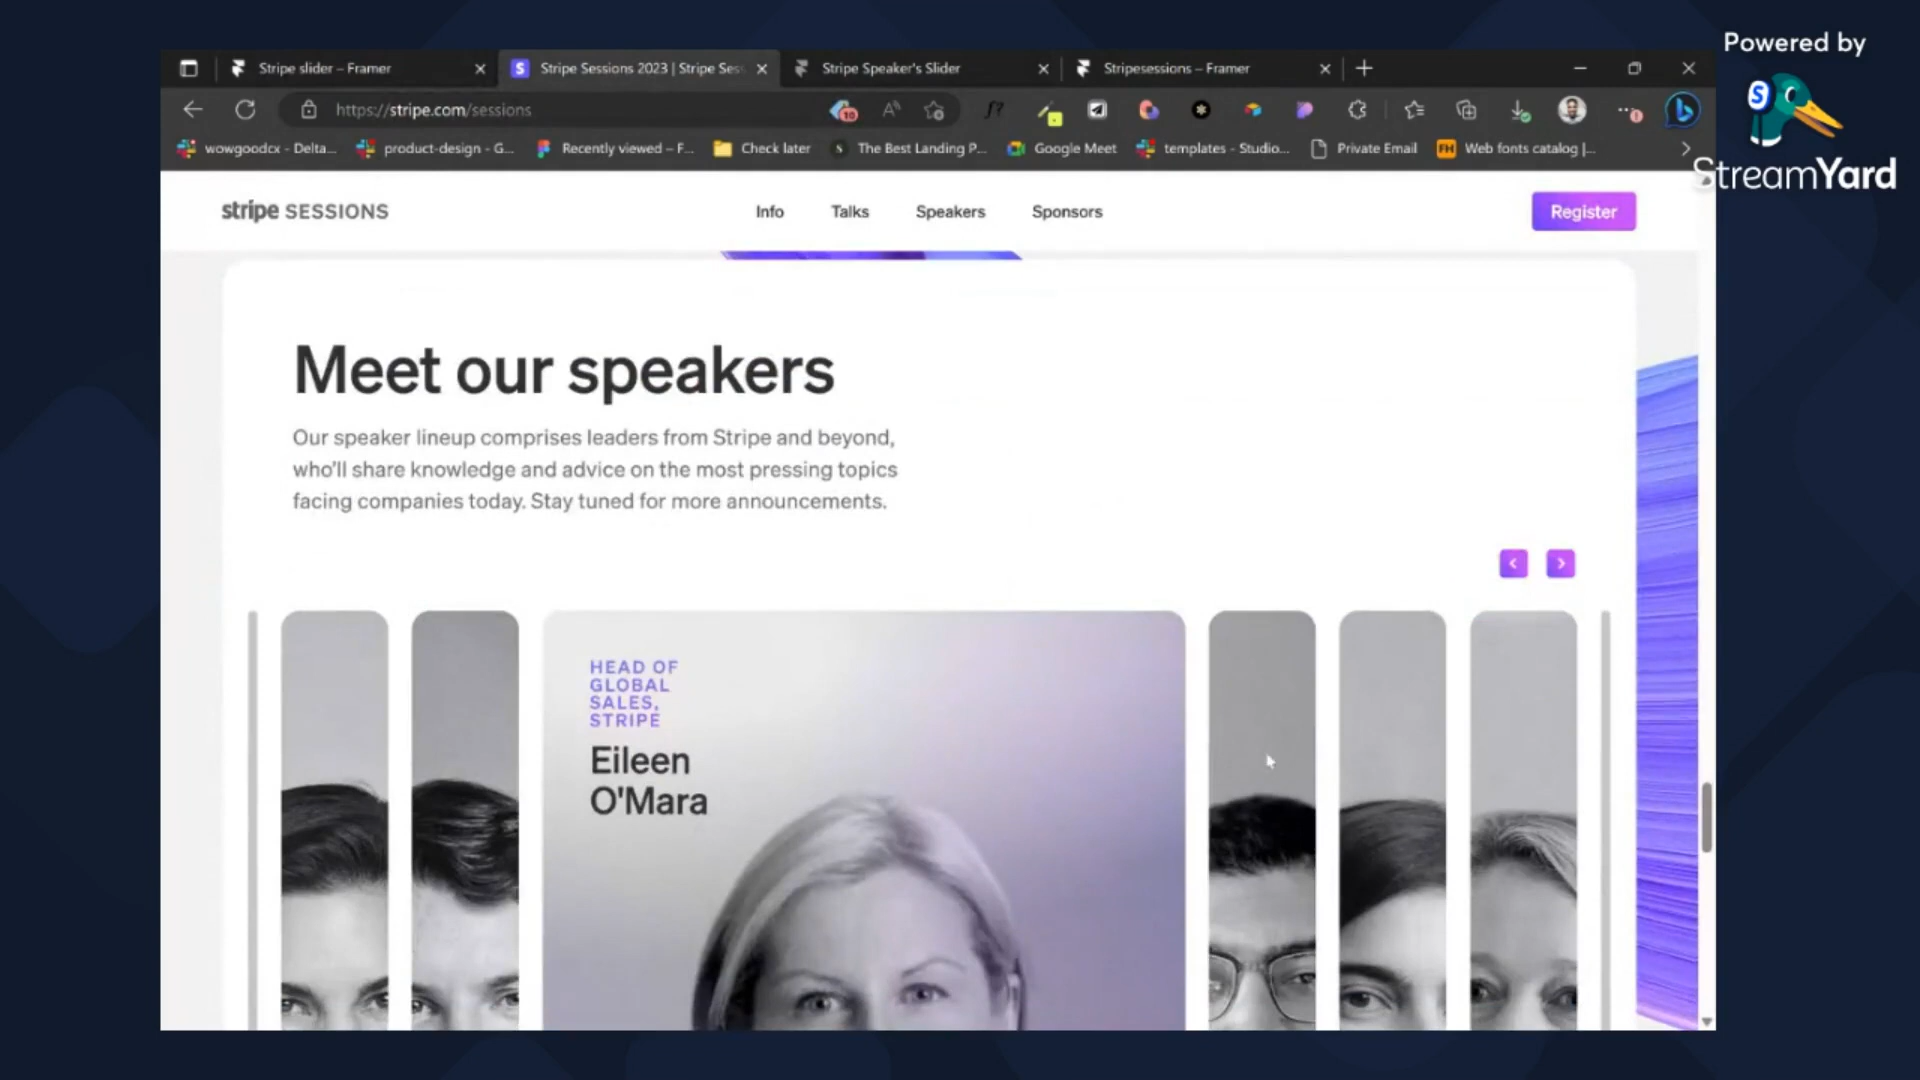 Powered by
StreamYard
Stripe slider – Framer
Stripe Sessions 2023 | Stripe Ses
Stripe Speaker's Slider
Stripesessions – Framer
https://stripe.com/sessions
10
wowgoodcx - Delta...
product-design - G...
Recently viewed – F...
Check later
The Best Landing P...
Google Meet
templates - Studio...
Private Email
FH
Web fonts catalog |...
stripe SESSIONS
Info
Talks
Speakers
Sponsors
Register
Meet our speakers
Our speaker lineup comprises leaders from Stripe and beyond,
who'll share knowledge and advice on the most pressing topics
facing companies today. Stay tuned for more announcements.
HEAD OF
GLOBAL
SALES,
STRIPE
Eileen
O'Mara